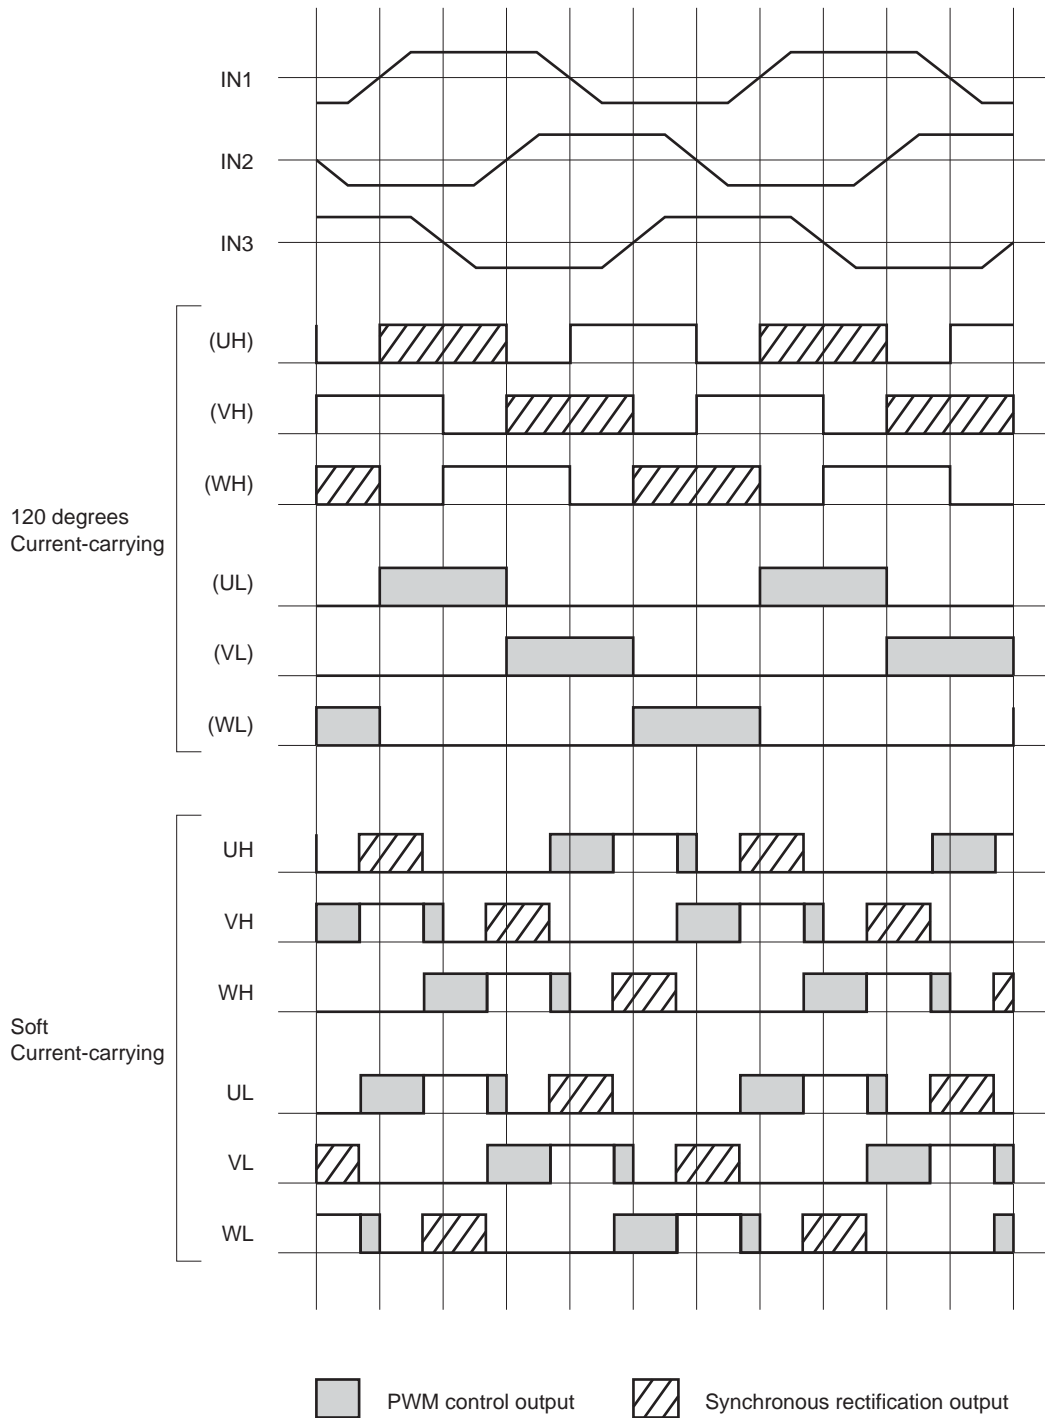 IN1
IN2
IN3
(UH)
(VH)
(WH)
120 degrees
Current-carrying
(UL)
(VL)
(WL)
UH
VH
WH
Soft
Current-carrying
UL
VL
WL
PWM control output
Synchronous rectification output